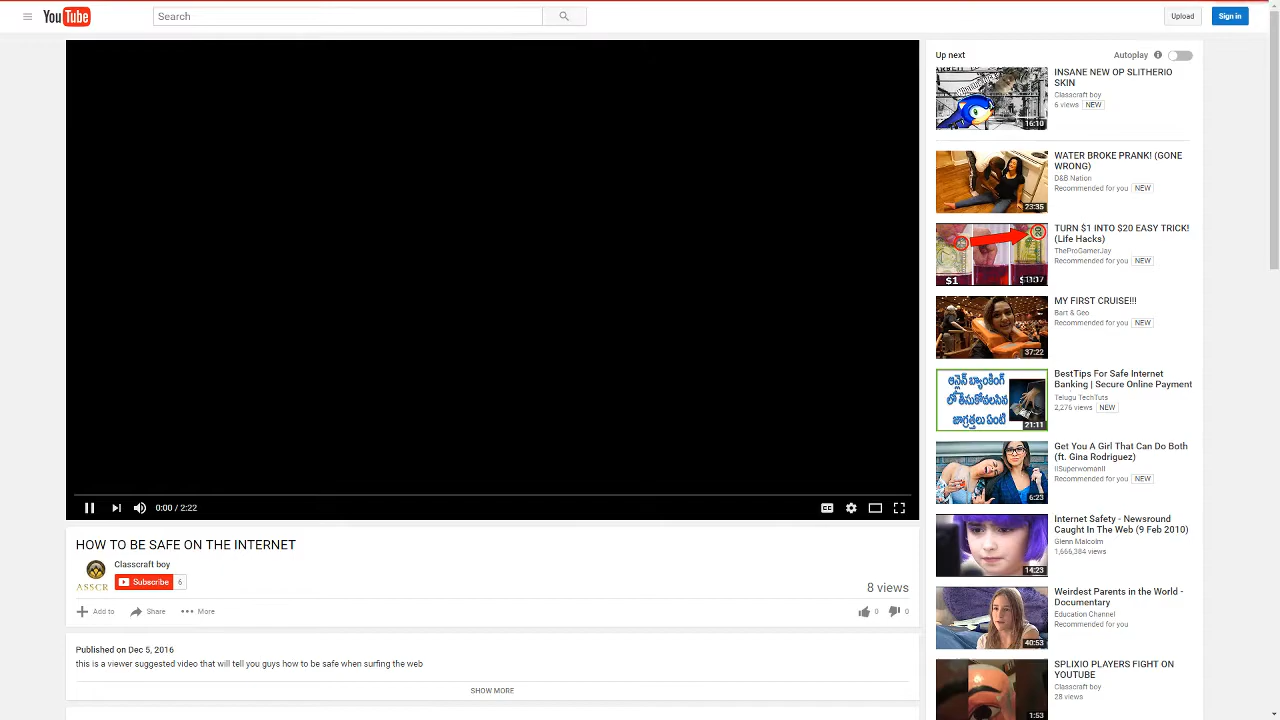 YouTube
Search
Upload
Sign in
0:00 / 2:22
HOW TO BE SAFE ON THE INTERNET
Classcraft boy
ASSCR
Subscribe 6
8 views
Add to
Share
More
0
0
Published on Dec 5, 2016
this is a viewer suggested video that will tell you guys how to be safe when surfing the web
SHOW MORE
Up next
Autoplay
16:10
INSANE NEW OP SLITHERIO
SKIN
Classcraft boy
6 views NEW
23:35
WATER BROKE PRANK! (GONE
WRONG)
D&B Nation
Recommended for you NEW
$1
TURN $1 INTO $20 EASY TRICK!
(Life Hacks)
TheProGamerJay
Recommended for you NEW
37:22
MY FIRST CRUISE!!!
Bart & Geo
Recommended for you NEW
ఆన్లైన్ బ్యాంకింగ్
లో తీసుకోవలసిన
జాగ్రత్తలు ఏంటి
21:11
BestTips For Safe Internet
Banking | Secure Online Payment
Telugu TechTuts
2,276 views NEW
6:23
Get You A Girl That Can Do Both
(ft. Gina Rodriguez)
IISuperwomanII
Recommended for you NEW
14:23
Internet Safety - Newsround
Caught In The Web (9 Feb 2010)
Glenn Malcolm
1,666,384 views
40:53
Weirdest Parents in the World -
Documentary
Education Channel
Recommended for you
1:53
SPLIXIO PLAYERS FIGHT ON
YOUTUBE
Classcraft boy
28 views